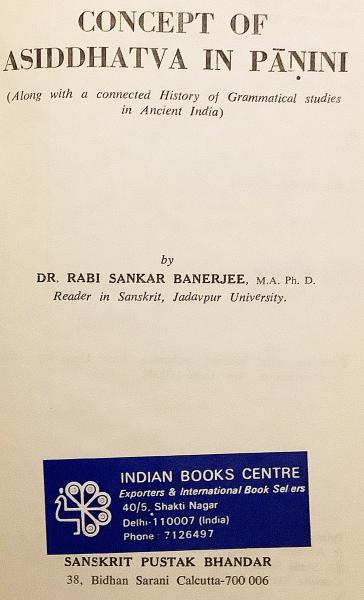 CONCEPT OF
ASIDDHATVA IN PĀṆINI
(Along with a connected History of Grammatical studies
in Ancient India)
by
DR. RABI SANKAR BANERJEE, M.A. Ph. D.
Reader in Sanskrit, Jadavpur University.
INDIAN BOOKS CENTRE
Exporters & International Book Sel ers
40/5, Shakti Nagar
Delhi-110007 (India)
Phone : 7126497
SANSKRIT PUSTAK BHANDAR
38, Bidhan Sarani Calcutta-700 006